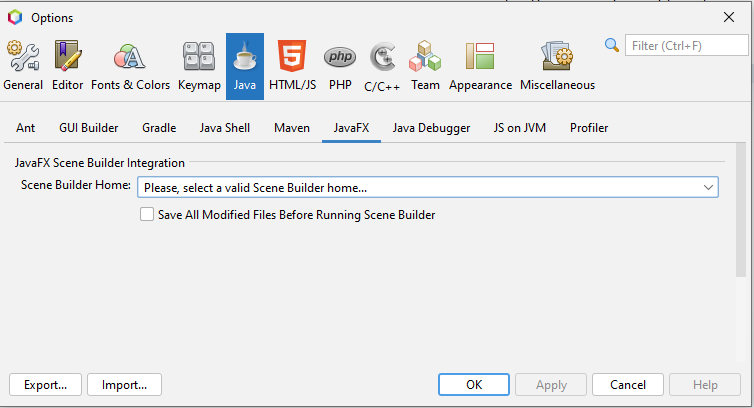 Options
Filter (Ctrl+F)
General Editor Fonts & Colors Keymap Java HTML/JS PHP C/C++ Team Appearance Miscellaneous
Ant GUI Builder Gradle Java Shell Maven JavaFX Java Debugger JS on JVM Profiler
JavaFX Scene Builder Integration
Scene Builder Home: Please, select a valid Scene Builder home...
Save All Modified Files Before Running Scene Builder
Export... Import... OK Apply Cancel Help